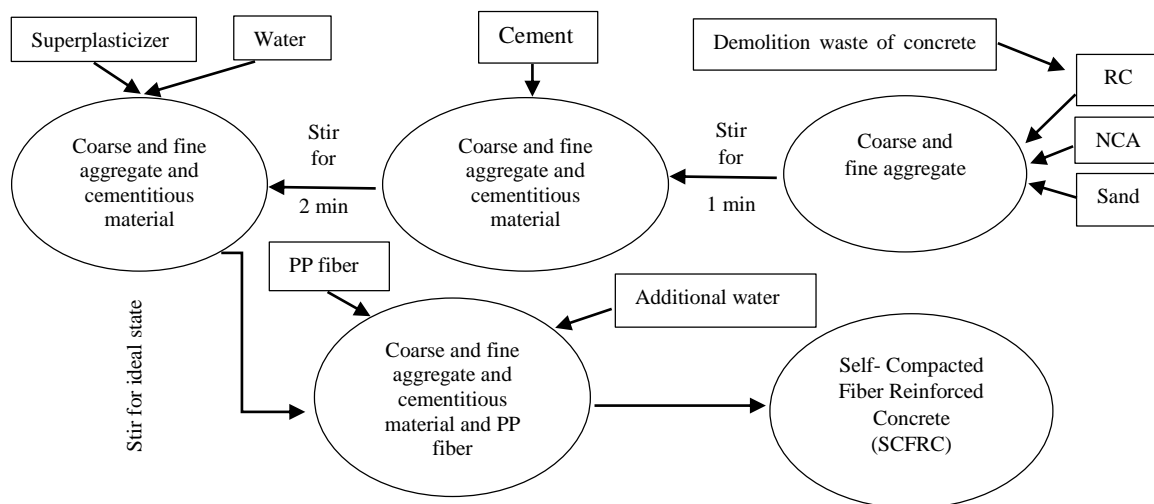 Superplasticizer
Water
Cement
Demolition waste of concrete
RC
NCA
Sand
Coarse and
fine aggregate
Stir
for
1 min
Coarse and fine
aggregate and
cementitious
material
Stir
for
2 min
Coarse and fine
aggregate and
cementitious
material
Stir for ideal state
PP fiber
Additional water
Coarse and fine
aggregate and
cementitious
material and PP
fiber
Self- Compacted
Fiber Reinforced
Concrete
(SCFRC)